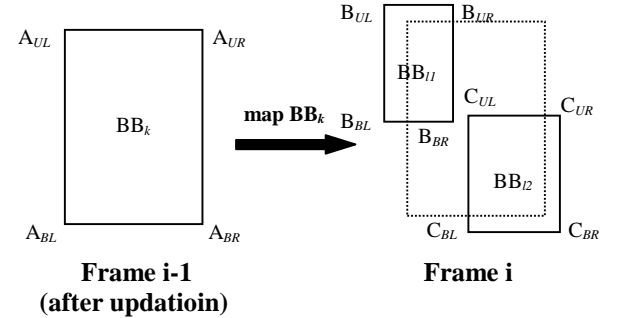 A_UL
A_UR
BB_k
A_BL
A_BR
Frame i-1
(after updatioin)
map BB_k
B_UL
B_UR
BB_l1
B_BL
B_BR
C_UL
C_UR
BB_l2
C_BL
C_BR
Frame i